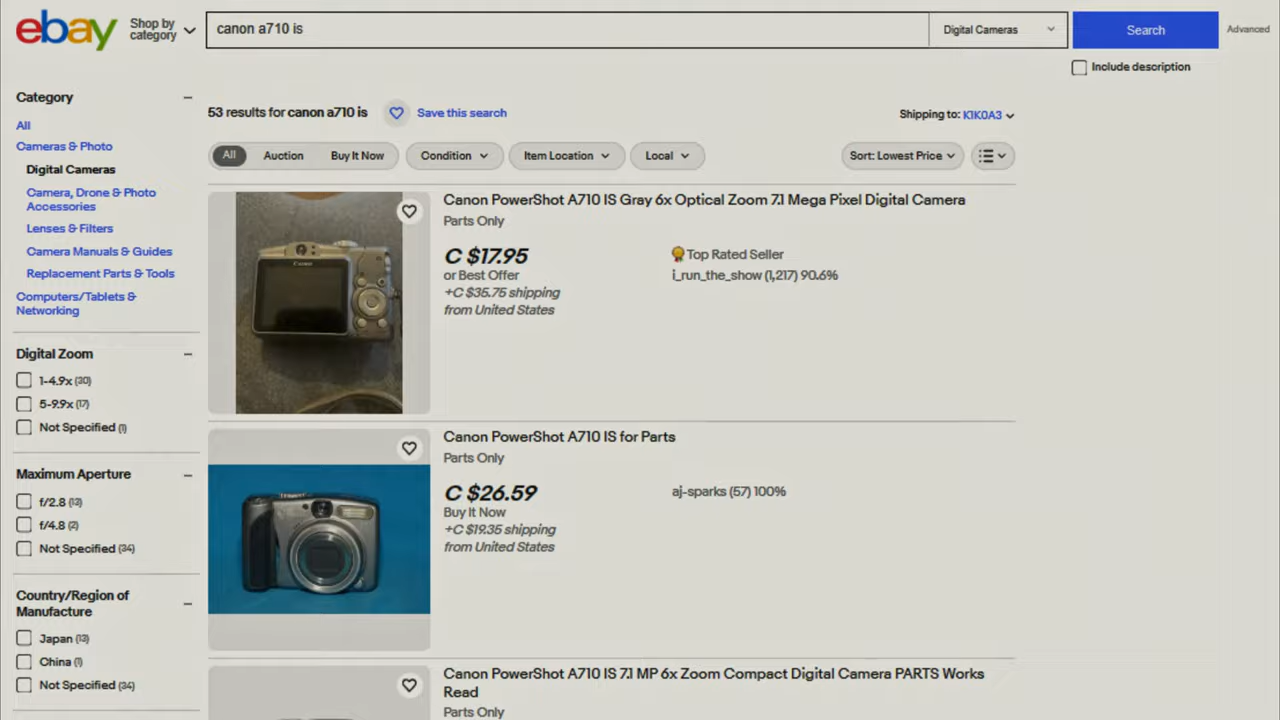 ebay
Shop by
category
canon a710 is
Digital Cameras
Search
Advanced
Include description
Category
All
Cameras & Photo
Digital Cameras
Camera, Drone & Photo
Accessories
Lenses & Filters
Camera Manuals & Guides
Replacement Parts & Tools
Computers/Tablets &
Networking
Digital Zoom
1-4.9x (30)
5-9.9x (17)
Not Specified (1)
Maximum Aperture
f/2.8 (13)
f/4.8 (2)
Not Specified (34)
Country/Region of
Manufacture
Japan (13)
China (1)
Not Specified (34)
53 results for canon a710 is
Save this search
Shipping to: K1K0A3
All
Auction
Buy It Now
Condition
Item Location
Local
Sort: Lowest Price
Canon PowerShot A710 IS Gray 6x Optical Zoom 7.1 Mega Pixel Digital Camera
Parts Only
C $17.95
or Best Offer
+C $35.75 shipping
from United States
Top Rated Seller
i_run_the_show (1,217) 90.6%
Canon
Canon PowerShot A710 IS for Parts
Parts Only
C $26.59
Buy It Now
+C $19.35 shipping
from United States
aj-sparks (57) 100%
Canon PowerShot A710 IS 7.1 MP 6x Zoom Compact Digital Camera PARTS Works
Read
Parts Only